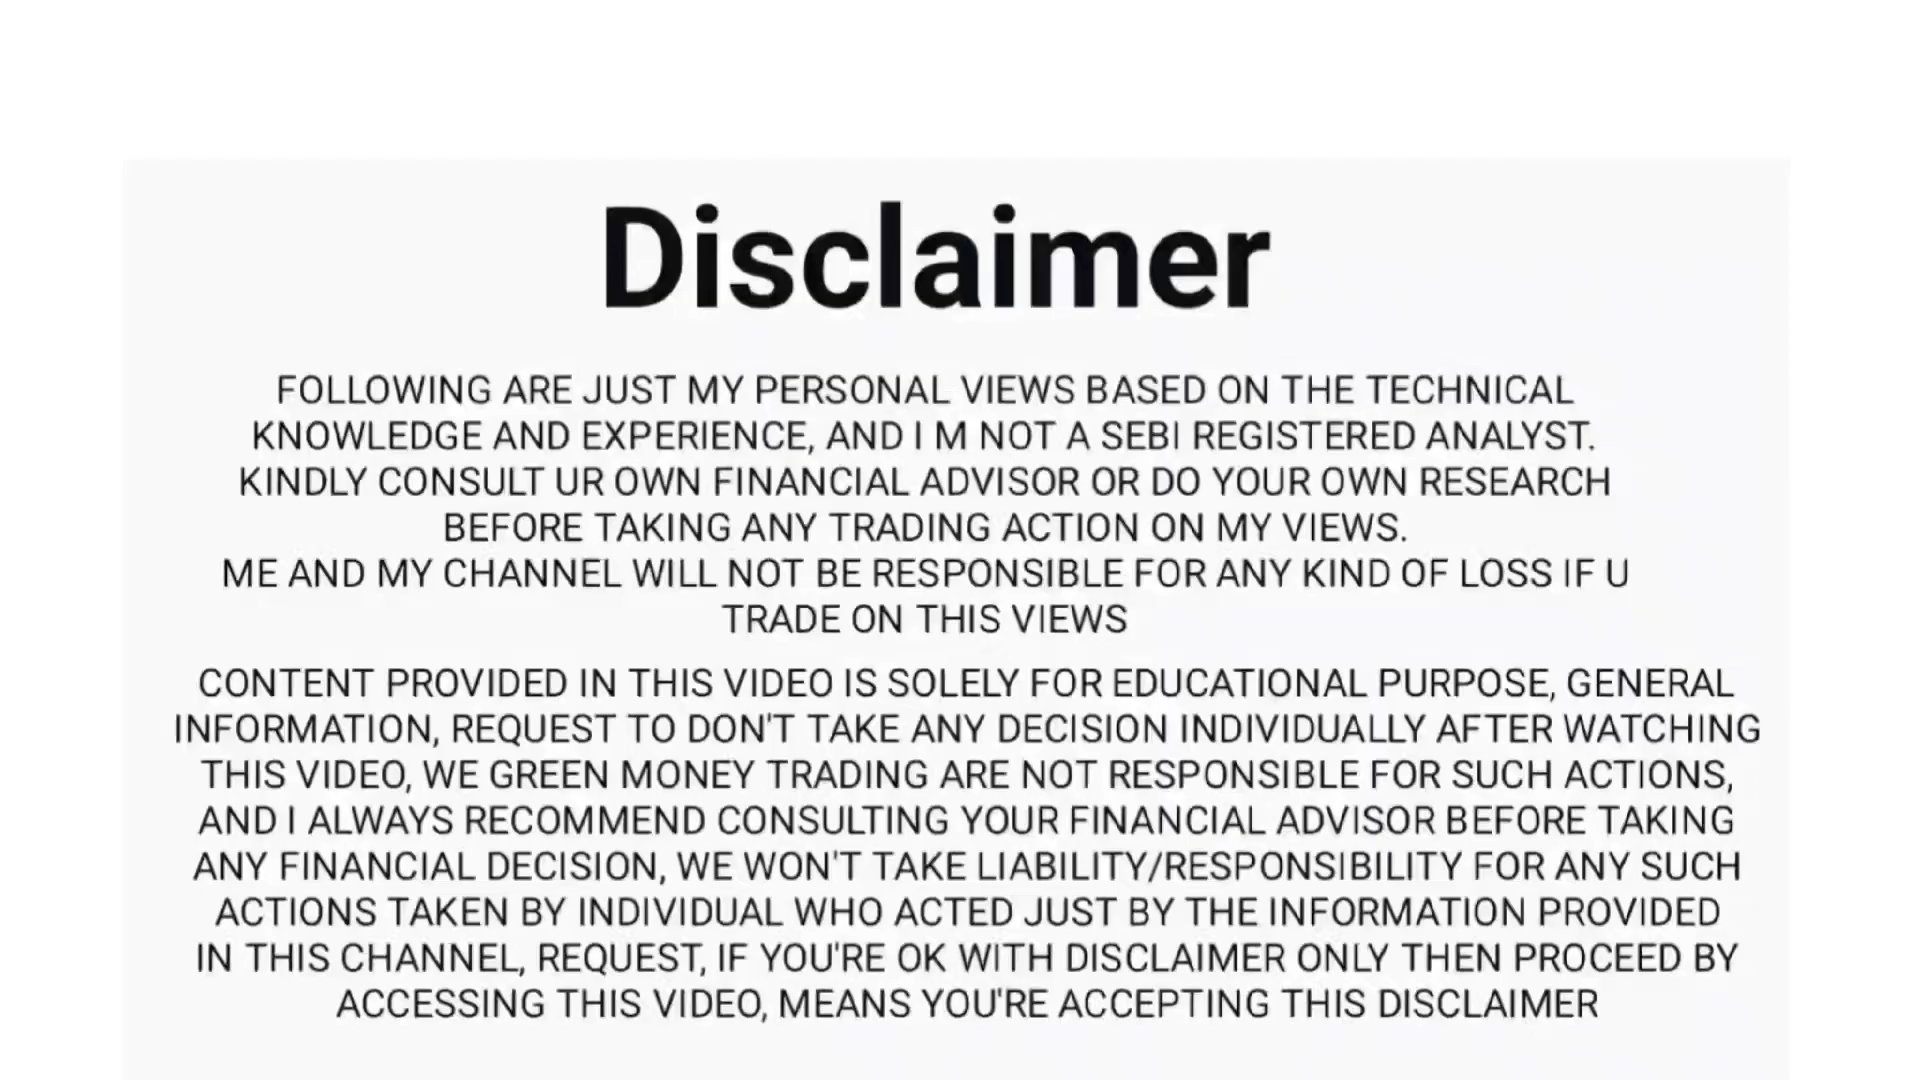 Disclaimer
FOLLOWING ARE JUST MY PERSONAL VIEWS BASED ON THE TECHNICAL
KNOWLEDGE AND EXPERIENCE, AND I M NOT A SEBI REGISTERED ANALYST.
KINDLY CONSULT UR OWN FINANCIAL ADVISOR OR DO YOUR OWN RESEARCH
BEFORE TAKING ANY TRADING ACTION ON MY VIEWS.
ME AND MY CHANNEL WILL NOT BE RESPONSIBLE FOR ANY KIND OF LOSS IF U
TRADE ON THIS VIEWS
CONTENT PROVIDED IN THIS VIDEO IS SOLELY FOR EDUCATIONAL PURPOSE, GENERAL
INFORMATION, REQUEST TO DON'T TAKE ANY DECISION INDIVIDUALLY AFTER WATCHING
THIS VIDEO, WE GREEN MONEY TRADING ARE NOT RESPONSIBLE FOR SUCH ACTIONS,
AND I ALWAYS RECOMMEND CONSULTING YOUR FINANCIAL ADVISOR BEFORE TAKING
ANY FINANCIAL DECISION, WE WON'T TAKE LIABILITY/RESPONSIBILITY FOR ANY SUCH
ACTIONS TAKEN BY INDIVIDUAL WHO ACTED JUST BY THE INFORMATION PROVIDED
IN THIS CHANNEL, REQUEST, IF YOU'RE OK WITH DISCLAIMER ONLY THEN PROCEED BY
ACCESSING THIS VIDEO, MEANS YOU'RE ACCEPTING THIS DISCLAIMER